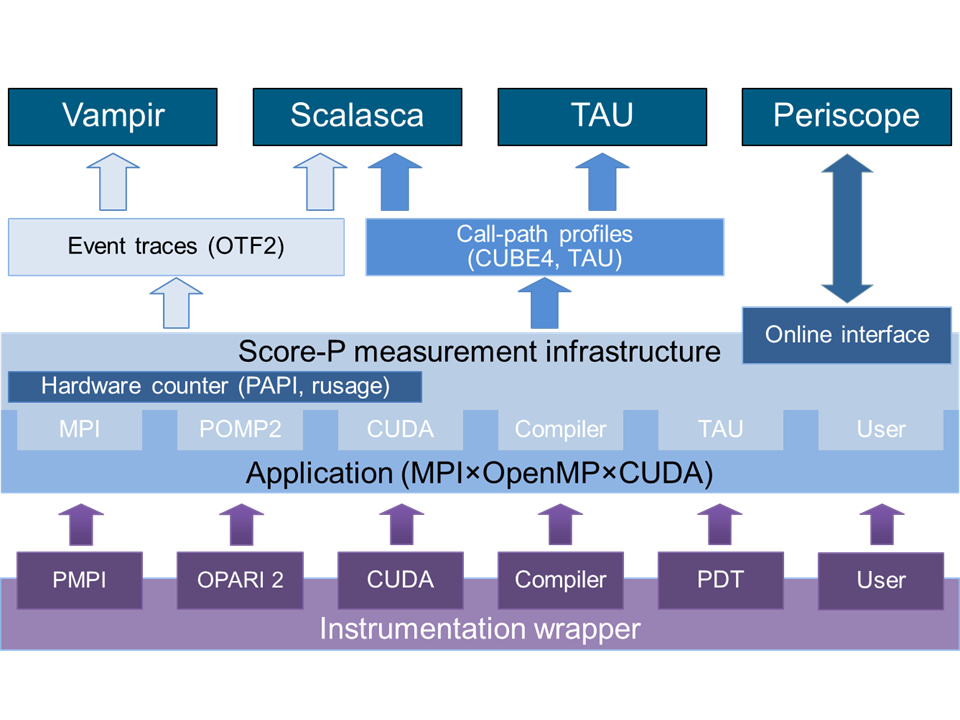 Vampir
Scalasca
TAU
Periscope
Event traces (OTF2)
Call-path profiles
(CUBE4, TAU)
Online interface
Score-P measurement infrastructure
Hardware counter (PAPI, rusage)
MPI
POMP2
CUDA
Compiler
TAU
User
Application (MPI×OpenMP×CUDA)
PMPI
OPARI 2
CUDA
Compiler
PDT
User
Instrumentation wrapper